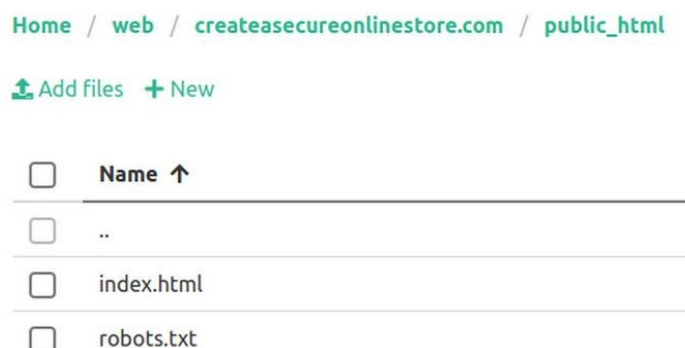 Home / web / createasecureonlinestore.com / public_html
Add files + New
Name ↑
..
index.html
robots.txt